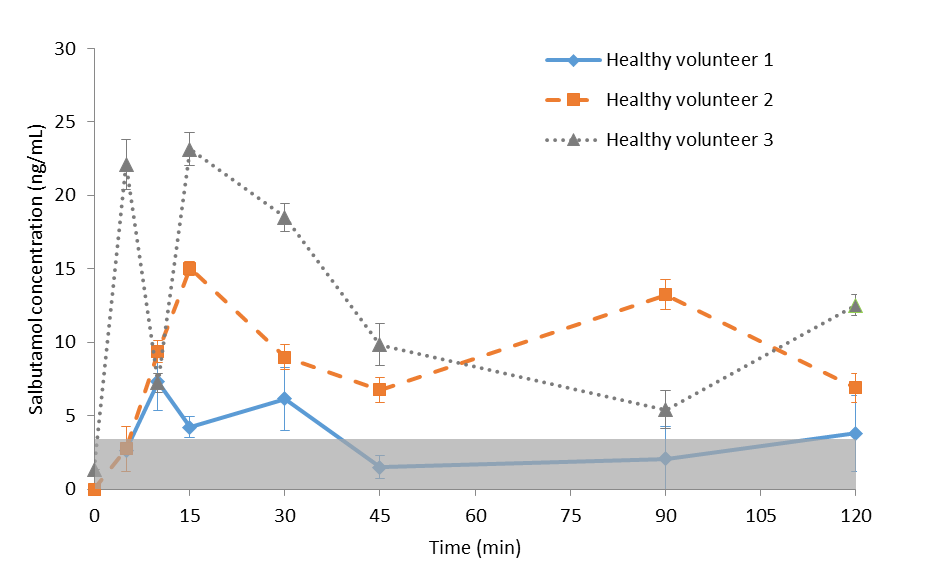 30
25
20
15
10
5
0
Salbutamol concentration (ng/mL)
Healthy volunteer 1
Healthy volunteer 2
Healthy volunteer 3
0 15 30 45 60 75 90 105 120
Time (min)